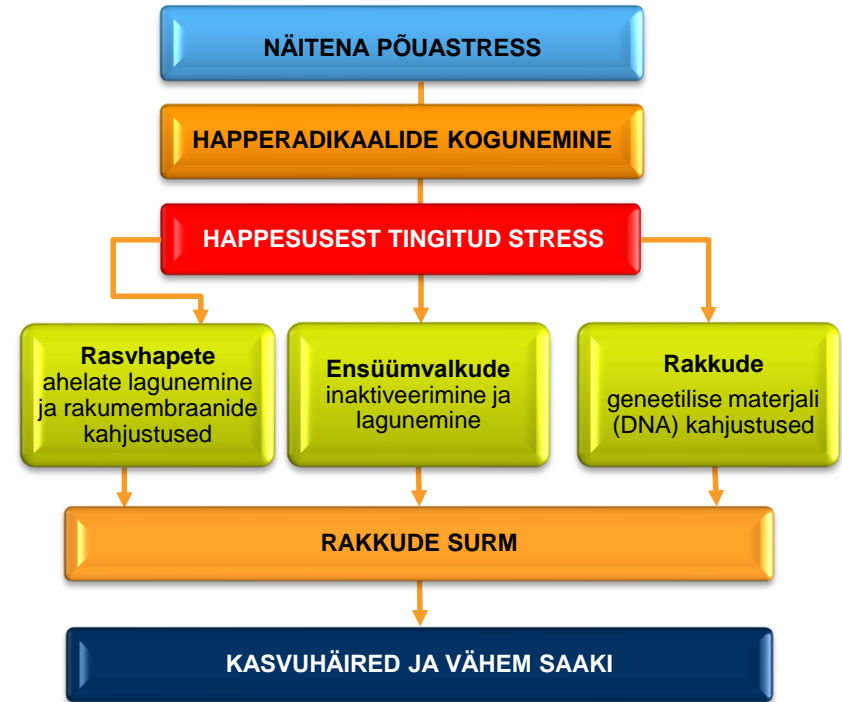 NÄITENA PÕUASTRESS
HAPPERADIKAALIDE KOGUNEMINE
HAPPESUSEST TINGITUD STRESS
Rasvhapete
ahelate lagunemine
ja rakumembraanide
kahjustused
Ensüümvalkude
inaktiveerimine ja
lagunemine
Rakkude
geneetilise materjali
(DNA) kahjustused
RAKKUDE SURM
KASVUHÄIRED JA VÄHEM SAAKI